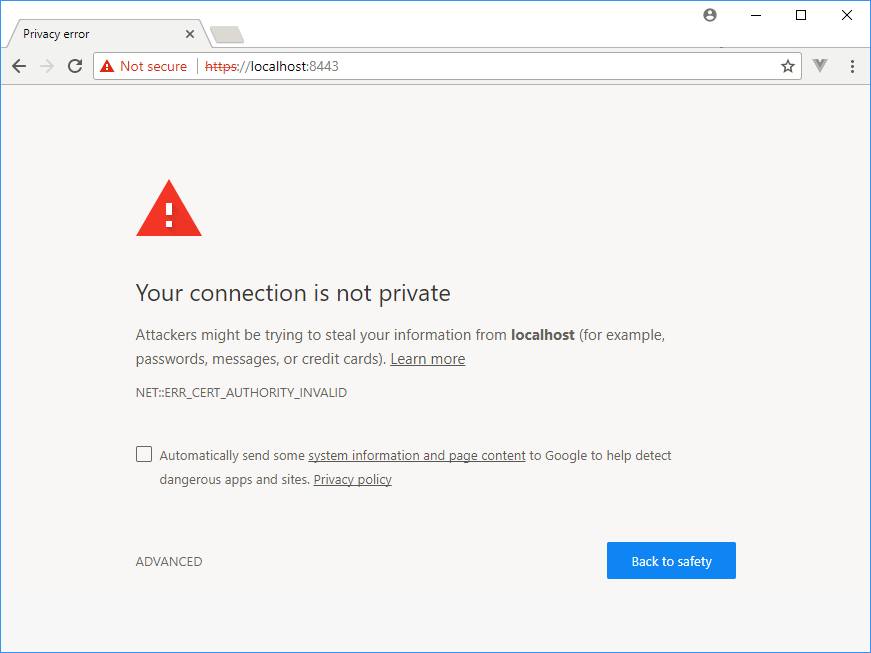 Privacy error
Not secure https://localhost:8443
Your connection is not private
Attackers might be trying to steal your information from localhost (for example,
passwords, messages, or credit cards). Learn more
NET::ERR_CERT_AUTHORITY_INVALID
Automatically send some system information and page content to Google to help detect
dangerous apps and sites. Privacy policy
ADVANCED
Back to safety